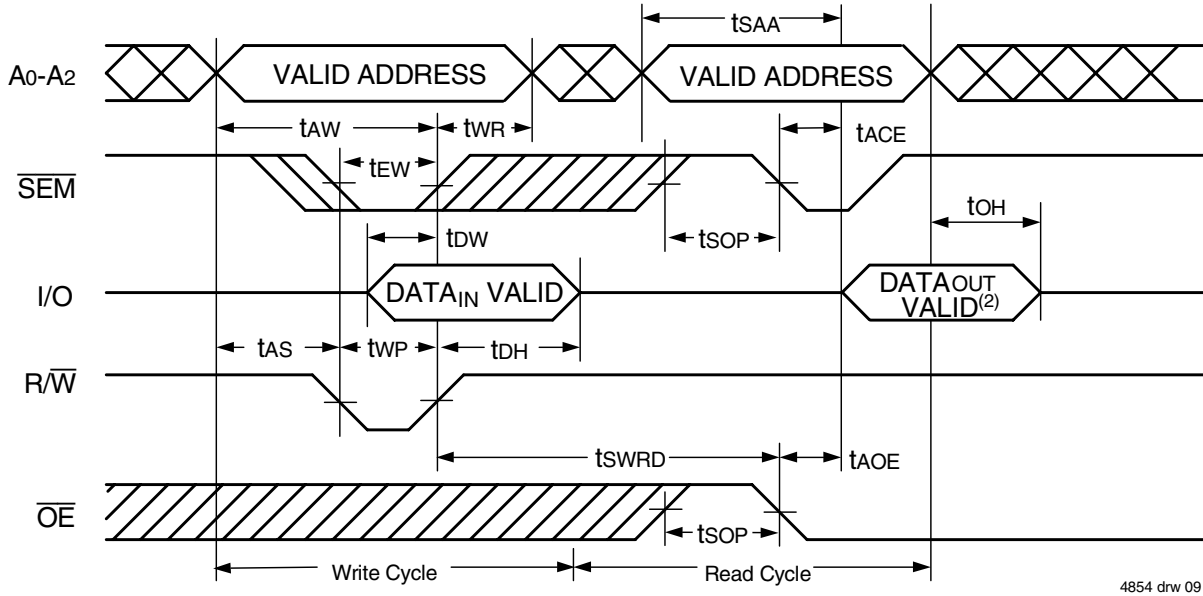 tSAA
A0-A2
VALID ADDRESS
VALID ADDRESS
tAW
tWR
tACE
tEW
SEM
tOH
tSOP
tDW
I/O
DATAIN VALID
DATAOUT
VALID(2)
tAS
tWP
tDH
R/W
tSWRD
tAOE
OE
tSOP
Write Cycle
Read Cycle
4854 drw 09